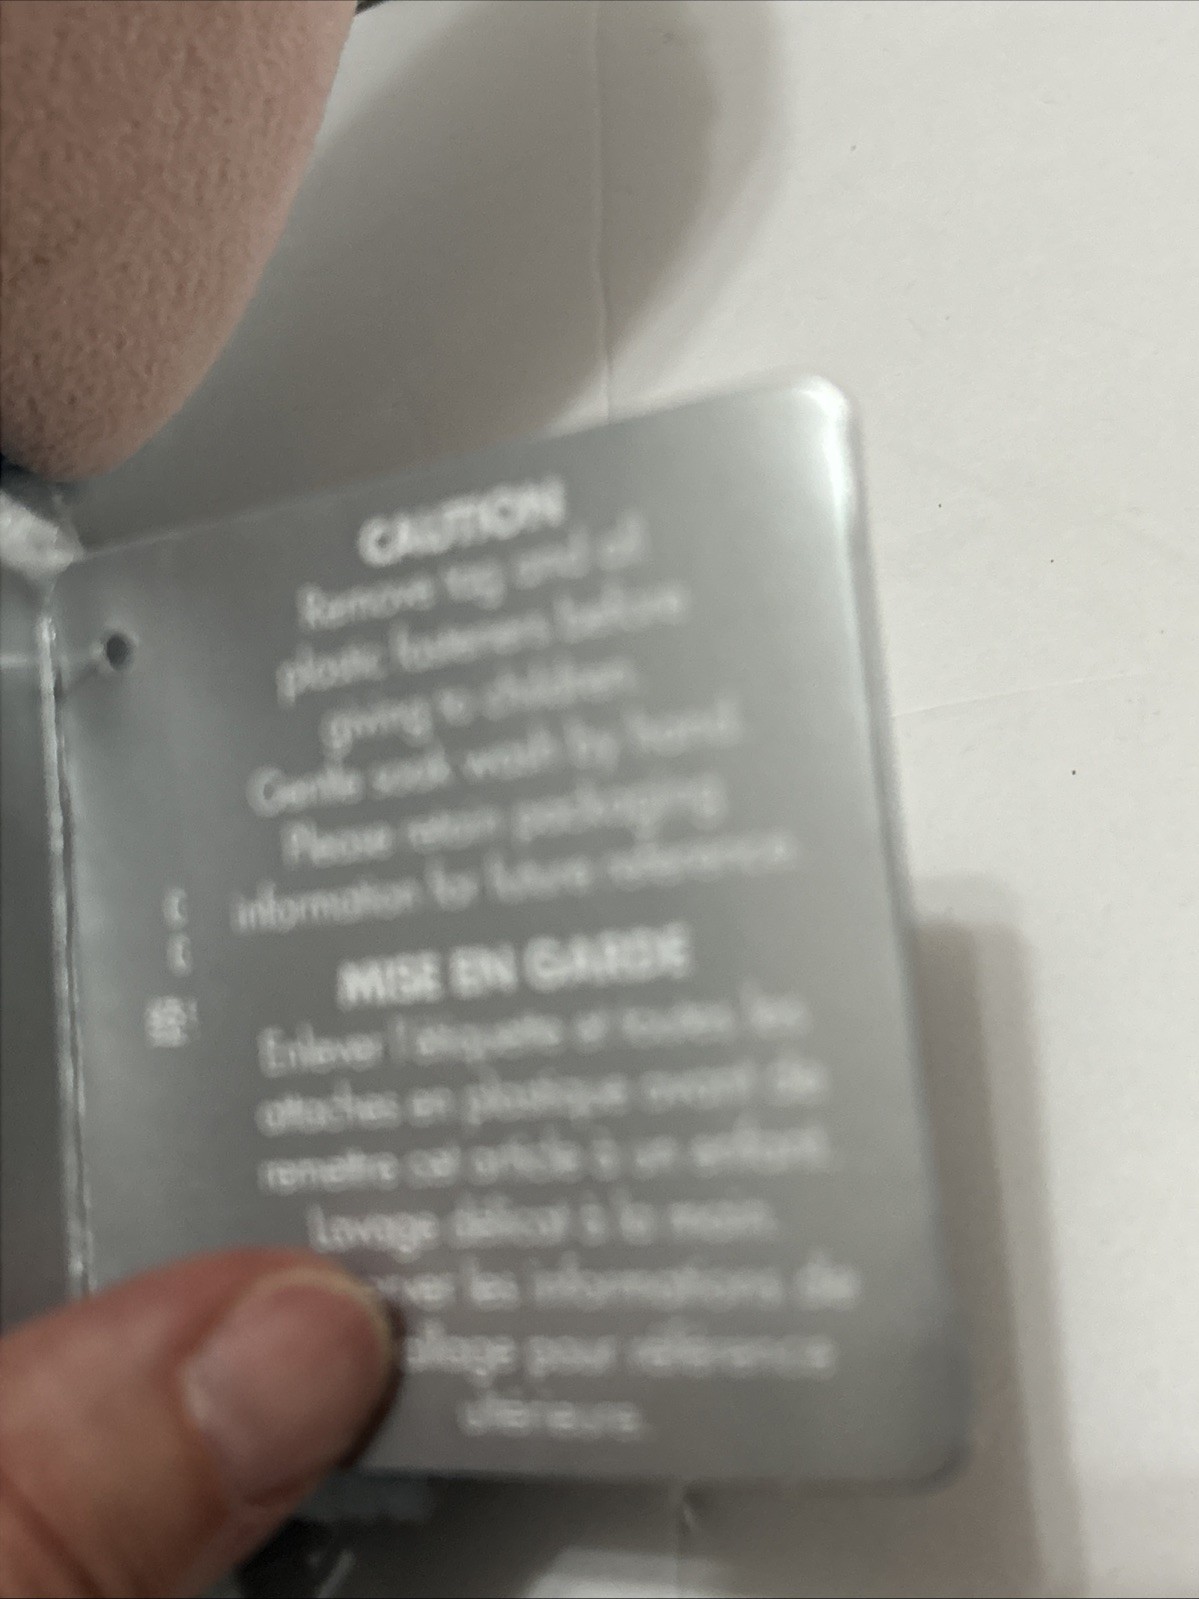 CAUTION
Remove tag and all
plastic fasteners before
giving to children.
Gentle soak wash by hand.
Please retain packaging
information for future reference.
MISE EN GARDE
Enlever l'étiquette et toutes les
attaches en plastique avant de
remettre cet article à un enfant.
Lavage délicat à la main.
rver les informations de
allage pour référence
ultérieure.